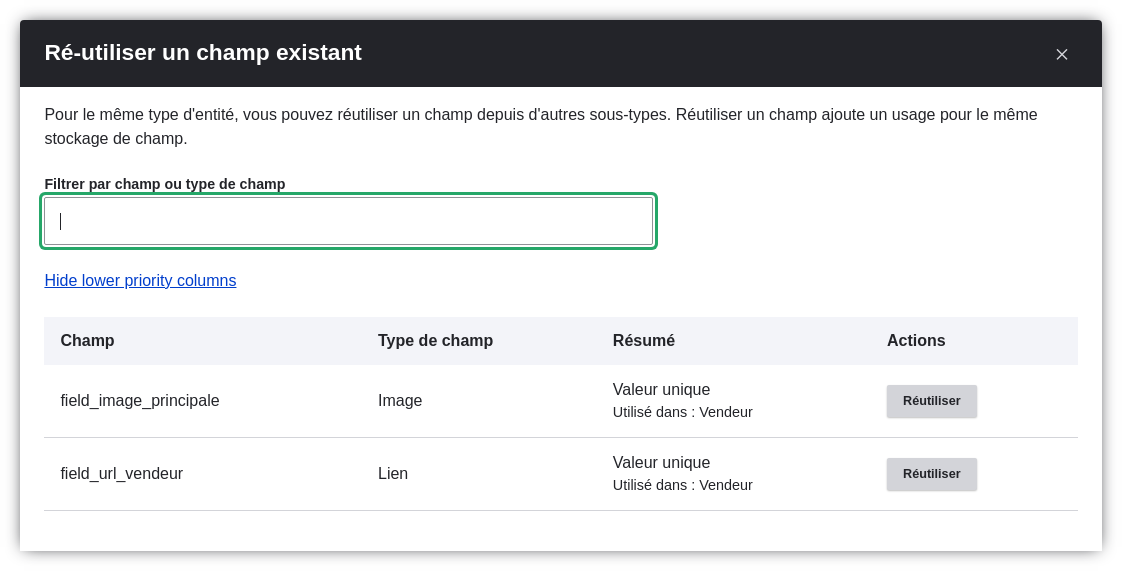 Ré-utiliser un champ existant
Pour le même type d'entité, vous pouvez réutiliser un champ depuis d'autres sous-types. Réutiliser un champ ajoute un usage pour le même
stockage de champ.
Filtrer par champ ou type de champ
Hide lower priority columns
Champ Type de champ Résumé Actions
field_image_principale Image Valeur unique Réutiliser
Utilisé dans : Vendeur
field_url_vendeur Lien Valeur unique Réutiliser
Utilisé dans : Vendeur